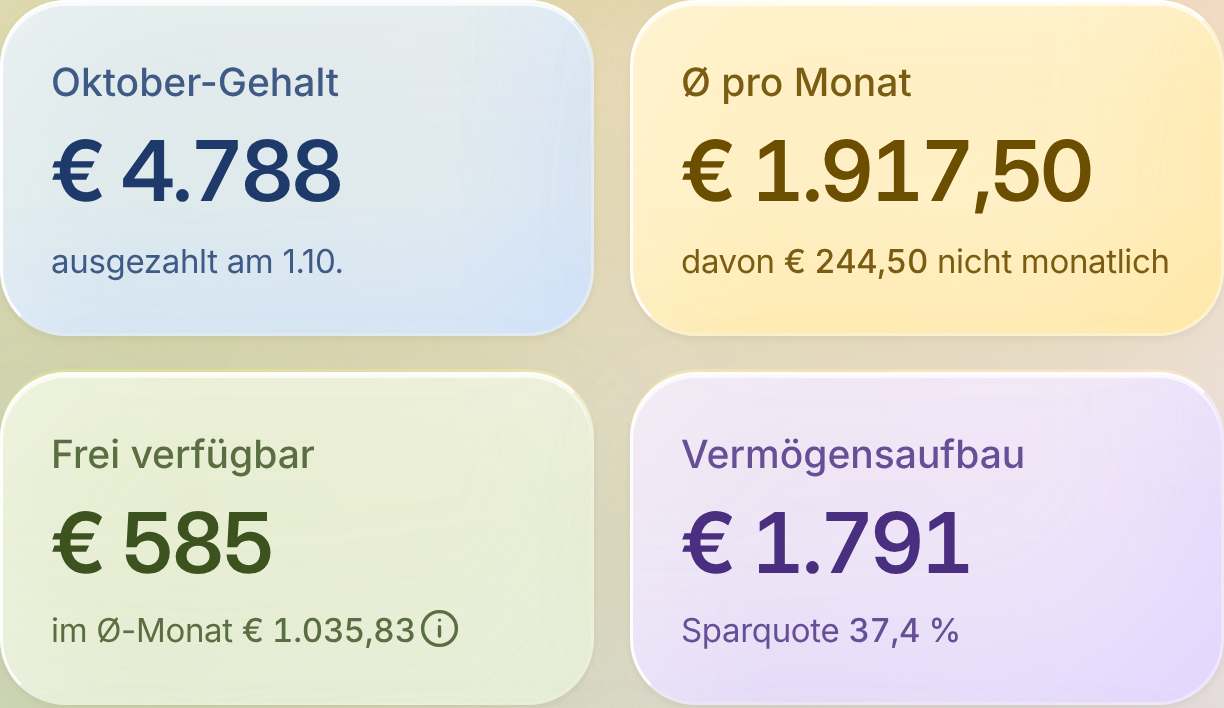 Oktober-Gehalt
€ 4.788
ausgezahlt am 1.10.
Ø pro Monat
€ 1.917,50
davon € 244,50 nicht monatlich
Frei verfügbar
€ 585
im Ø-Monat € 1.035,83
Vermögensaufbau
€ 1.791
Sparquote 37,4 %